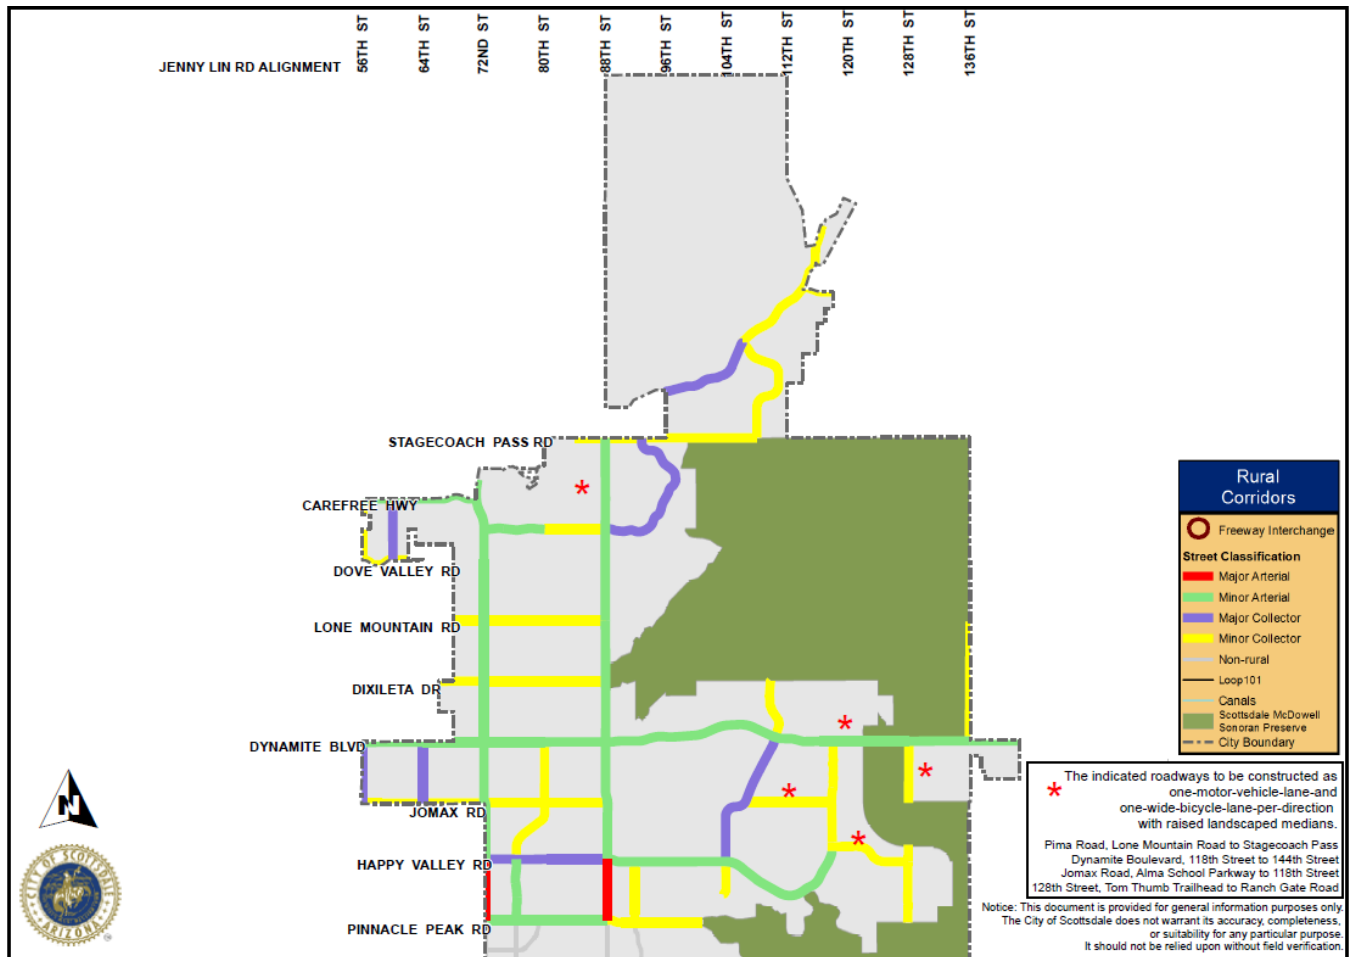 56TH ST
64TH ST
72ND ST
80TH ST
88TH ST
96TH ST
104TH ST
112TH ST
120TH ST
128TH ST
136TH ST
JENNY LIN RD ALIGNMENT
STAGECOACH PASS RD
CAREFREE HWY
DOVE VALLEY RD
LONE MOUNTAIN RD
DIXILETA DR
DYNAMITE BLVD
JOMAX RD
HAPPY VALLEY RD
PINNACLE PEAK RD
N
CITY OF SCOTTSDALE
ARIZONA
Rural
Corridors
Freeway Interchange
Street Classification
Major Arterial
Minor Arterial
Major Collector
Minor Collector
Non-rural
Loop101
Canals
Scottsdale McDowell
Sonoran Preserve
City Boundary
* The indicated roadways to be constructed as
one-motor-vehicle-lane-and
one-wide-bicycle-lane-per-direction
with raised landscaped medians.
Pima Road, Lone Mountain Road to Stagecoach Pass
Dynamite Boulevard, 118th Street to 144th Street
Jomax Road, Alma School Parkway to 118th Street
128th Street, Tom Thumb Trailhead to Ranch Gate Road
Notice: This document is provided for general information purposes only.
The City of Scottsdale does not warrant its accuracy, completeness,
or suitability for any particular purpose.
It should not be relied upon without field verification.